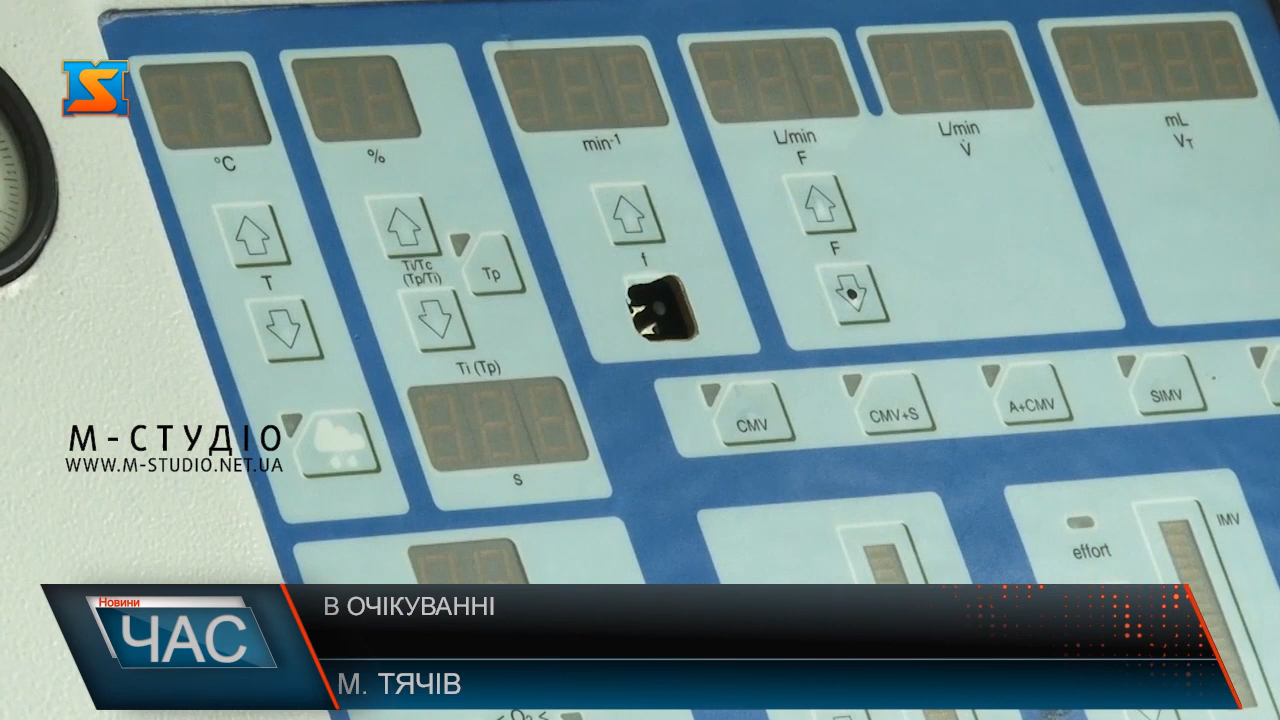 °C
%
min-1
L/min
F
L/min
V̇
mL
VT
T
Ti/Tc
(Tp/Ti)
Tp
f
F
Ti (Tp)
CMV
CMV+S
A+CMV
SIMV
S
М-СТУДІО
WWW.M-STUDIO.NET.UA
effort
IMV
Новини
ЧАС
В ОЧІКУВАННІ
М. ТЯЧІВ